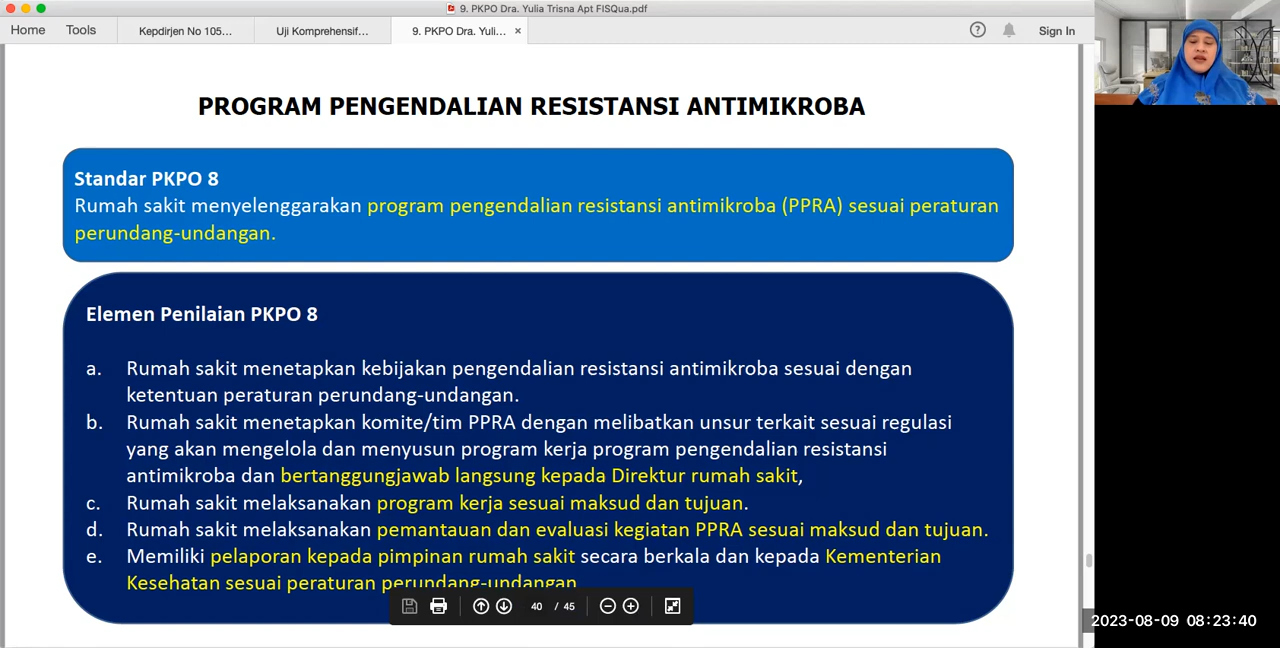 9. PKPO Dra. Yulia Trisna Apt FISQua.pdf
Home Tools Kepdirjen No 105... Uji Komprehensif... 9. PKPO Dra. Yuli... × Sign In
PROGRAM PENGENDALIAN RESISTANSI ANTIMIKROBA
Standar PKPO 8
Rumah sakit menyelenggarakan program pengendalian resistansi antimikroba (PPRA) sesuai peraturan
perundang-undangan.
Elemen Penilaian PKPO 8
a. Rumah sakit menetapkan kebijakan pengendalian resistansi antimikroba sesuai dengan
ketentuan peraturan perundang-undangan.
b. Rumah sakit menetapkan komite/tim PPRA dengan melibatkan unsur terkait sesuai regulasi
yang akan mengelola dan menyusun program kerja program pengendalian resistansi
antimikroba dan bertanggungjawab langsung kepada Direktur rumah sakit,
c. Rumah sakit melaksanakan program kerja sesuai maksud dan tujuan.
d. Rumah sakit melaksanakan pemantauan dan evaluasi kegiatan PPRA sesuai maksud dan tujuan.
e. Memiliki pelaporan kepada pimpinan rumah sakit secara berkala dan kepada Kementerian
Kesehatan sesuai peraturan perundang-undangan
40 / 45
2023-08-09 08:23:40